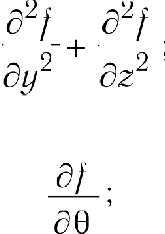 ∂²f/∂y² + ∂²f/∂z² ;
∂f/∂θ ;